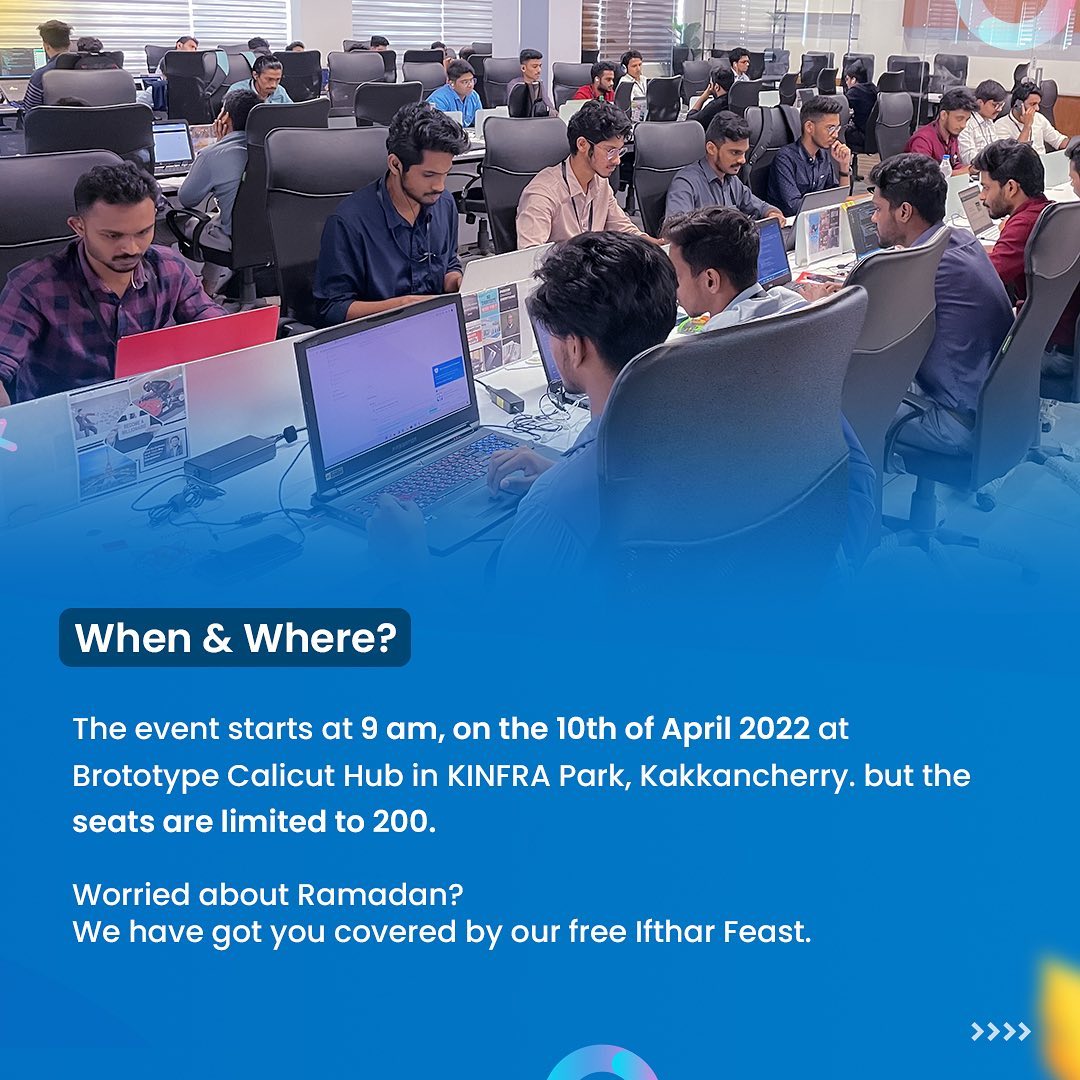 BECOME A
MILLIONAIRE
When & Where?
The event starts at 9 am, on the 10th of April 2022 at
Brototype Calicut Hub in KINFRA Park, Kakkancherry. but the
seats are limited to 200.
Worried about Ramadan?
We have got you covered by our free Ifthar Feast.
>>>>